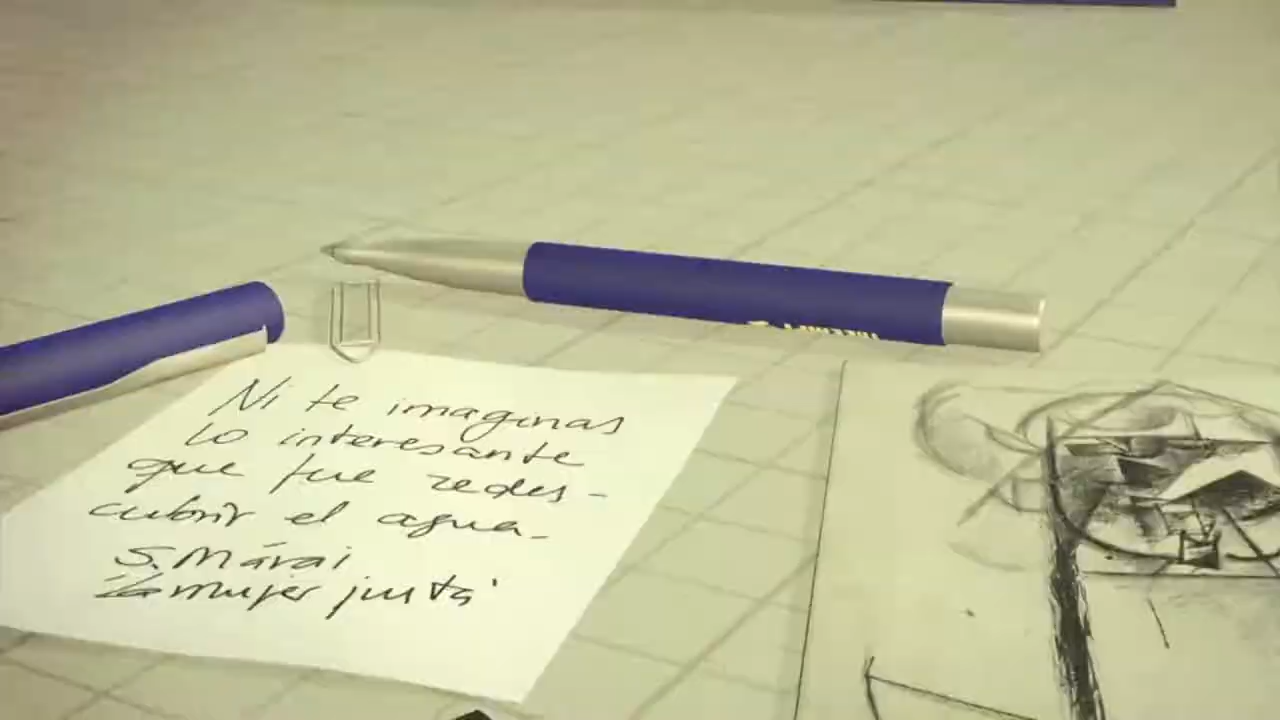 Ni te imaginas
lo interesante
que fue redes-
cubrir el agua.
S. Márai
"La mujer justa"